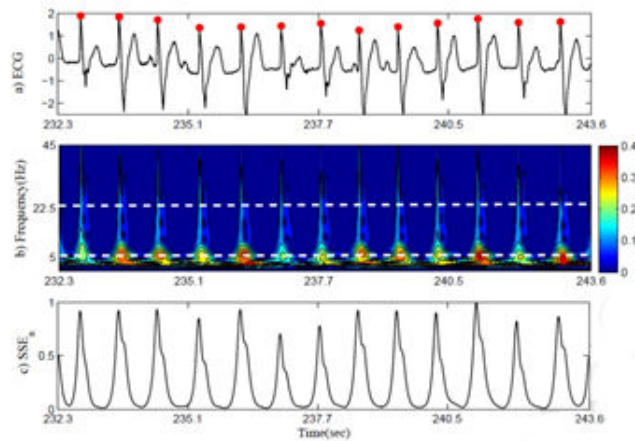 2
1
0
-1
-2
a) ECG
232.3 235.1 237.7 240.5 243.6
45
22.5
5
b) Frequency(Hz)
232.3 235.1 237.7 240.5 243.6
0.4
0.3
0.2
0.1
0
1
0.5
0
c) SSE_n
232.3 235.1 237.7 240.5 243.6
Time(sec)